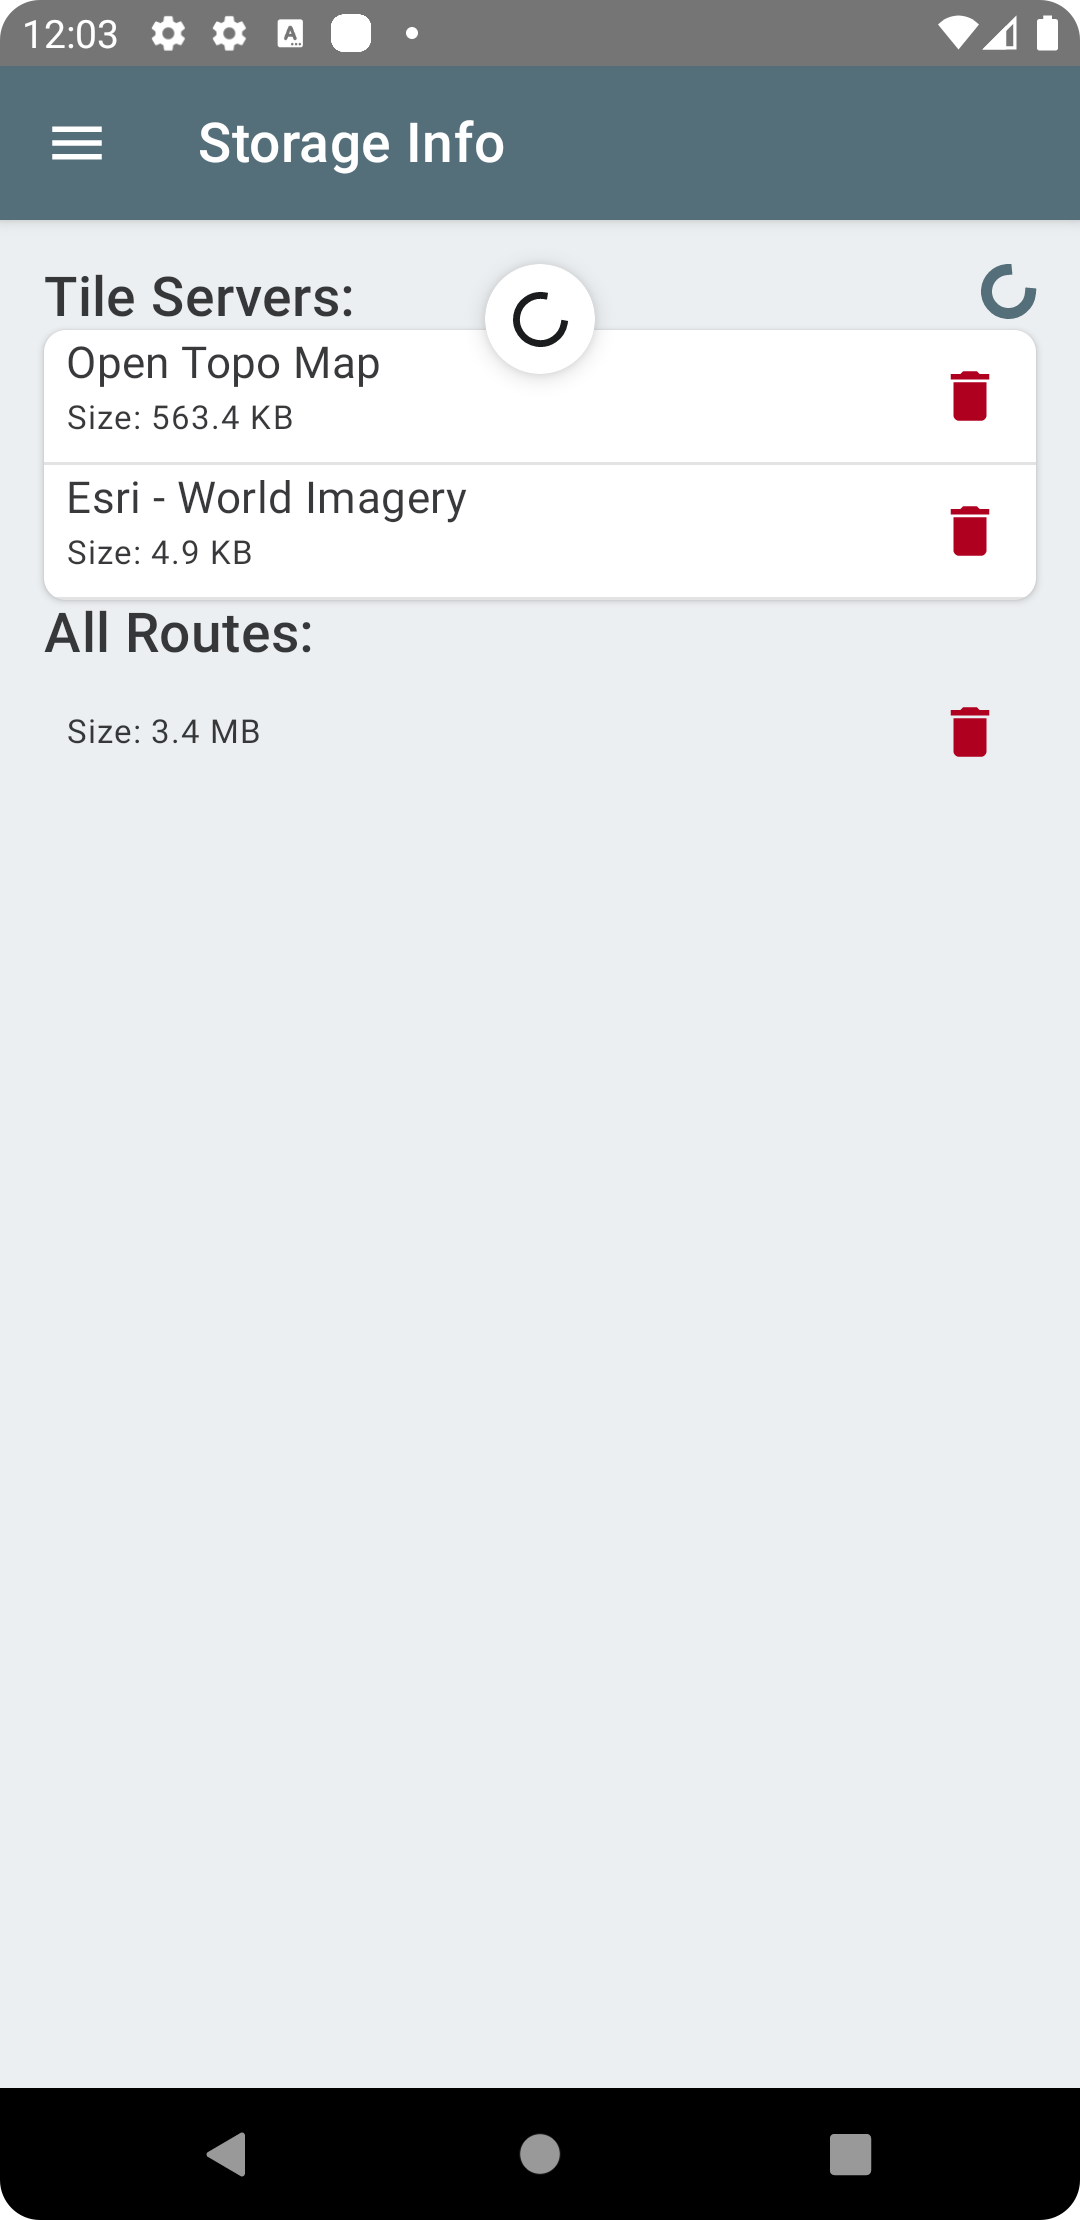 12:03
Storage Info
Tile Servers:
Open Topo Map
Size: 563.4 KB
Esri - World Imagery
Size: 4.9 KB
All Routes:
Size: 3.4 MB